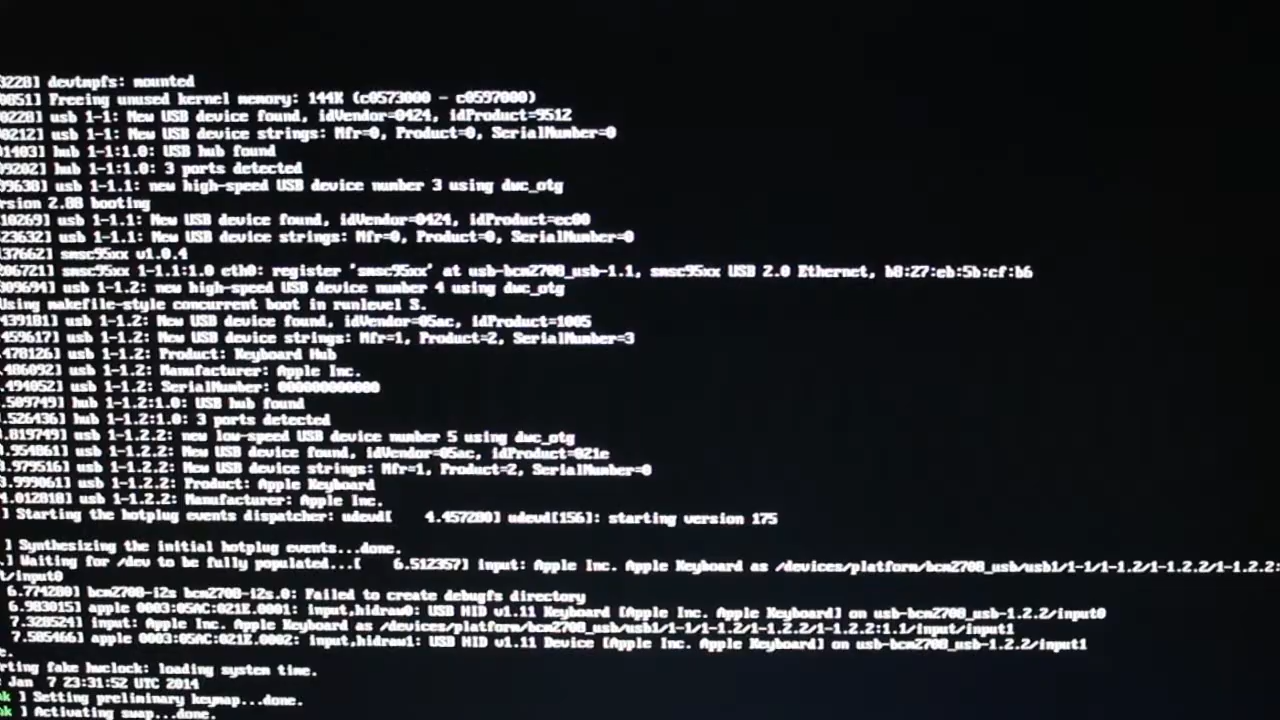 3228] devtmpfs: mounted
0851] Freeing unused kernel memory: 144K (c0573000 - c0597000)
0228] usb 1-1: New USB device found, idVendor=0424, idProduct=9512
0212] usb 1-1: New USB device strings: Mfr=0, Product=0, SerialNumber=0
01403] hub 1-1:1.0: USB hub found
09202] hub 1-1:1.0: 3 ports detected
99638] usb 1-1.1: new high-speed USB device number 3 using dwc_otg
rsion 2.88 booting
10269] usb 1-1.1: New USB device found, idVendor=0424, idProduct=ec00
23632] usb 1-1.1: New USB device strings: Mfr=0, Product=0, SerialNumber=0
137662] smsc95xx v1.0.4
206721] smsc95xx 1-1.1:1.0 eth0: register 'smsc95xx' at usb-bcm2708_usb-1.1, smsc95xx USB 2.0 Ethernet, b8:27:eb:5b:cf:b6
309694] usb 1-1.2: new high-speed USB device number 4 using dwc_otg
Using makefile-style concurrent boot in runlevel S.
439181] usb 1-1.2: New USB device found, idVendor=05ac, idProduct=1005
.459617] usb 1-1.2: New USB device strings: Mfr=1, Product=2, SerialNumber=3
.478126] usb 1-1.2: Product: Keyboard Hub
.486092] usb 1-1.2: Manufacturer: Apple Inc.
.494052] usb 1-1.2: SerialNumber: 000000000000
.509749] hub 1-1.2:1.0: USB hub found
.526436] hub 1-1.2:1.0: 3 ports detected
.819749] usb 1-1.2.2: new low-speed USB device number 5 using dwc_otg
3.954861] usb 1-1.2.2: New USB device found, idVendor=05ac, idProduct=021e
3.979516] usb 1-1.2.2: New USB device strings: Mfr=1, Product=2, SerialNumber=0
3.999061] usb 1-1.2.2: Product: Apple Keyboard
4.012818] usb 1-1.2.2: Manufacturer: Apple Inc.
] Starting the hotplug events dispatcher: udevd[ 4.457280] udevd[156]: starting version 175
.] Synthesizing the initial hotplug events...done.
.] Waiting for /dev to be fully populated...[ 6.512357] input: Apple Inc. Apple Keyboard as /devices/platform/bcm2708_usb/usb1/1-1/1-1.2/1-1.2.2/1-1.2.2:
t/input0
6.774280] bcm2708-i2s bcm2708-i2s.0: Failed to create debugfs directory
6.983015] apple 0003:05AC:021E.0001: input,hidraw0: USB HID v1.11 Keyboard [Apple Inc. Apple Keyboard] on usb-bcm2708_usb-1.2.2/input0
7.328524] input: Apple Inc. Apple Keyboard as /devices/platform/bcm2708_usb/usb1/1-1/1-1.2/1-1.2.2/1-1.2.2:1.1/input/input1
7.585466] apple 0003:05AC:021E.0002: input,hidraw1: USB HID v1.11 Device [Apple Inc. Apple Keyboard] on usb-bcm2708_usb-1.2.2/input1
e.
rting fake hwclock: loading system time.
Jan 7 23:31:52 UTC 2014
ok ] Setting preliminary keymap...done.
ok ] Activating swap...done.